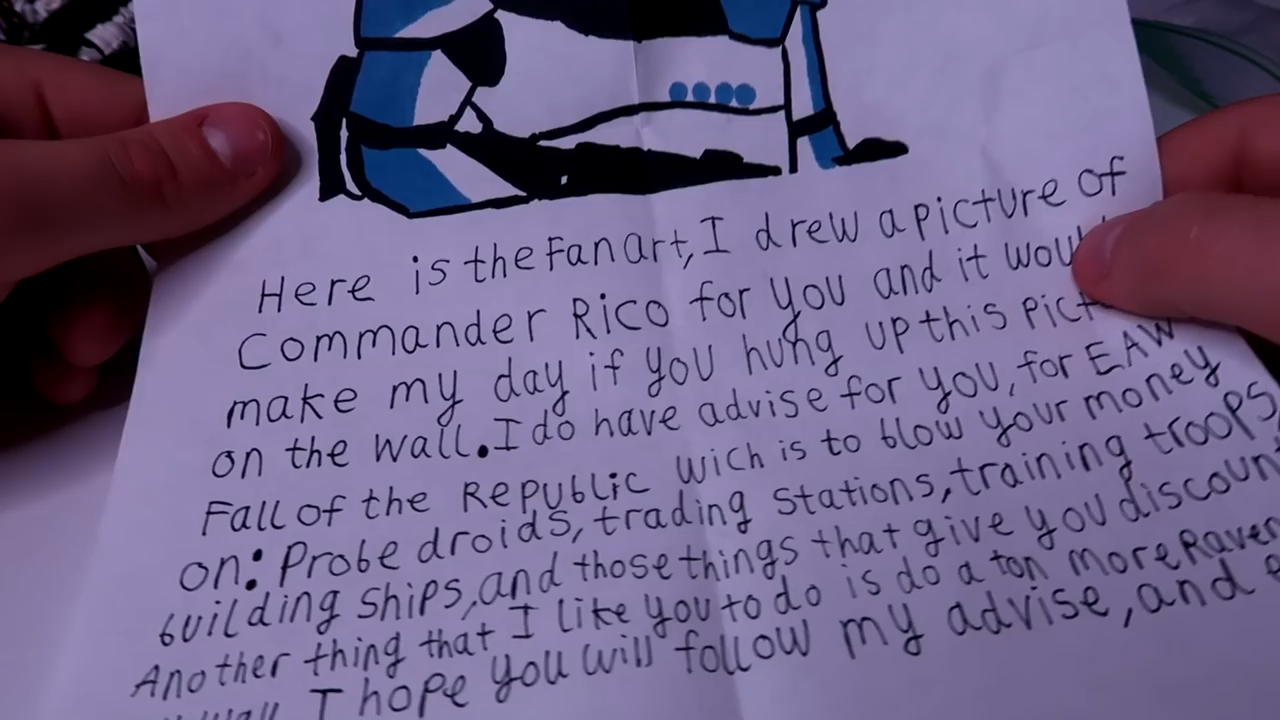 Here is the Fan art, I drew a picture of
Commander Rico for you and it
make my day if you hung up this
on the wall. I do have advise for you, for EAW
Fall of the Republic wich is to blow your money
on: Probe droids, trading Stations, training troops,
building ships, and those things that give you
Another thing that I like you to do is do a ton more
I hope you will follow my advise, and